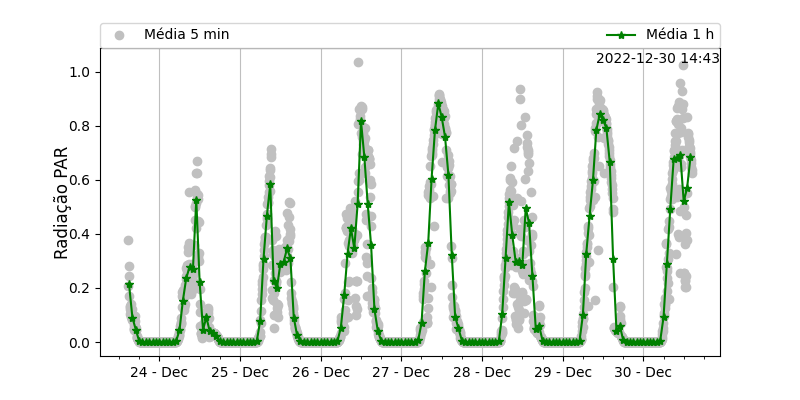 Média 5 min
Média 1 h
2022-12-30 14:43
Radiação PAR
1.0
0.8
0.6
0.4
0.2
0.0
24 - Dec
25 - Dec
26 - Dec
27 - Dec
28 - Dec
29 - Dec
30 - Dec